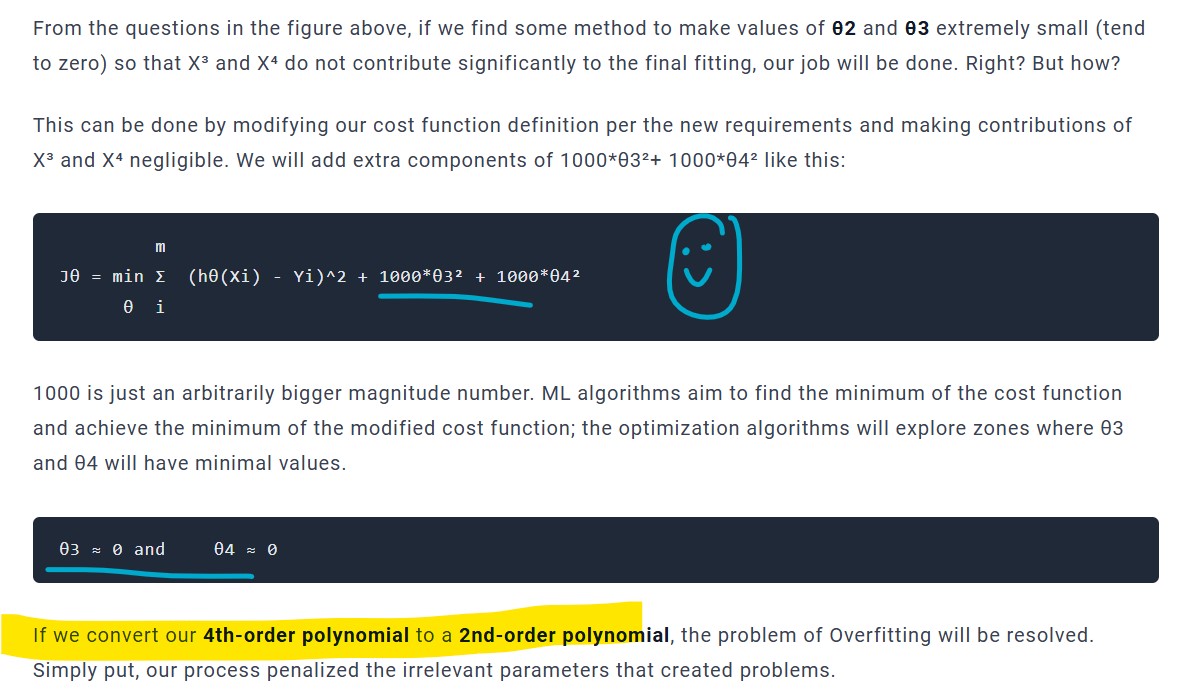 From the questions in the figure above, if we find some method to make values of θ2 and θ3 extremely small (tend
to zero) so that X³ and X⁴ do not contribute significantly to the final fitting, our job will be done. Right? But how?
This can be done by modifying our cost function definition per the new requirements and making contributions of
X³ and X⁴ negligible. We will add extra components of 1000*θ3²+ 1000*θ4² like this:
m
Jθ = min Σ (hθ(Xi) - Yi)^2 + 1000*θ3² + 1000*θ4²
θ i
1000 is just an arbitrarily bigger magnitude number. ML algorithms aim to find the minimum of the cost function
and achieve the minimum of the modified cost function; the optimization algorithms will explore zones where θ3
and θ4 will have minimal values.
θ3 ≈ 0 and θ4 ≈ 0
If we convert our 4th-order polynomial to a 2nd-order polynomial, the problem of Overfitting will be resolved.
Simply put, our process penalized the irrelevant parameters that created problems.